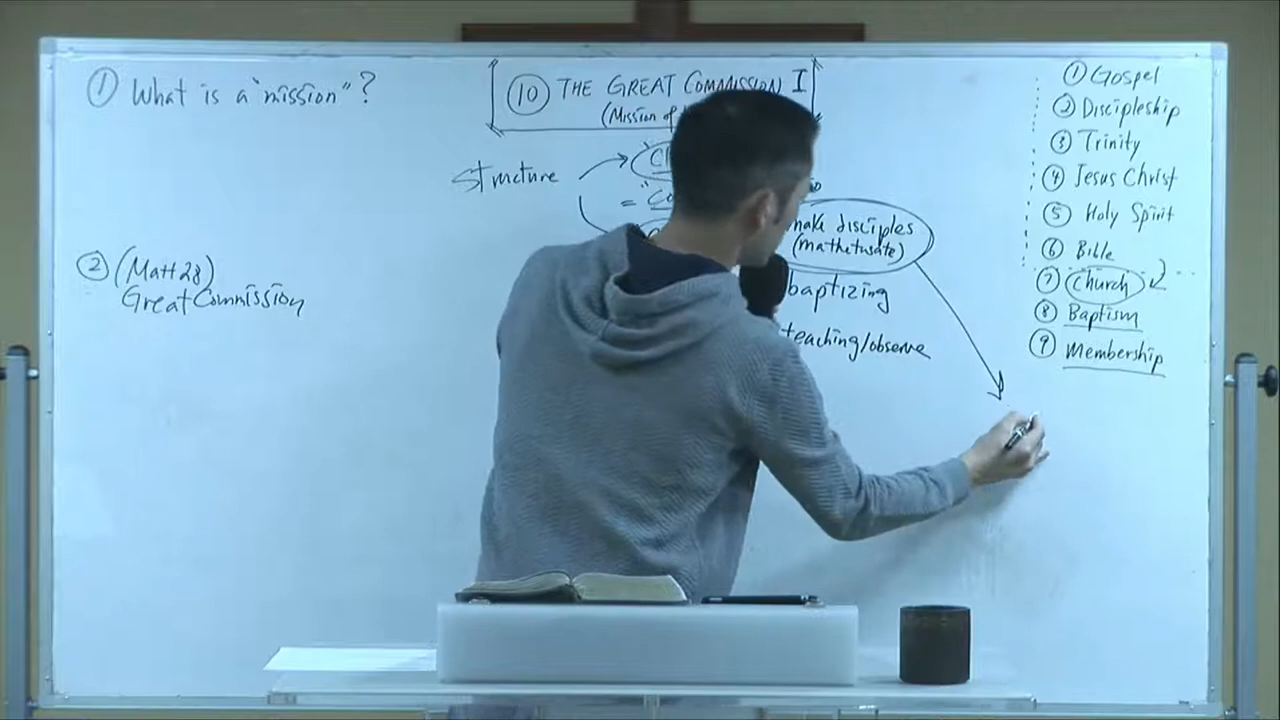 ① What is a "mission"?
② (Matt 28)
Great Commission
⑩ THE GREAT COMMISSION I
(Mission of
Structure
make disciples
(mathetusate)
baptizing
teaching/observe
① Gospel
② Discipleship
③ Trinity
④ Jesus Christ
⑤ Holy Spirit
⑥ Bible
⑦ Church
⑧ Baptism
⑨ Membership